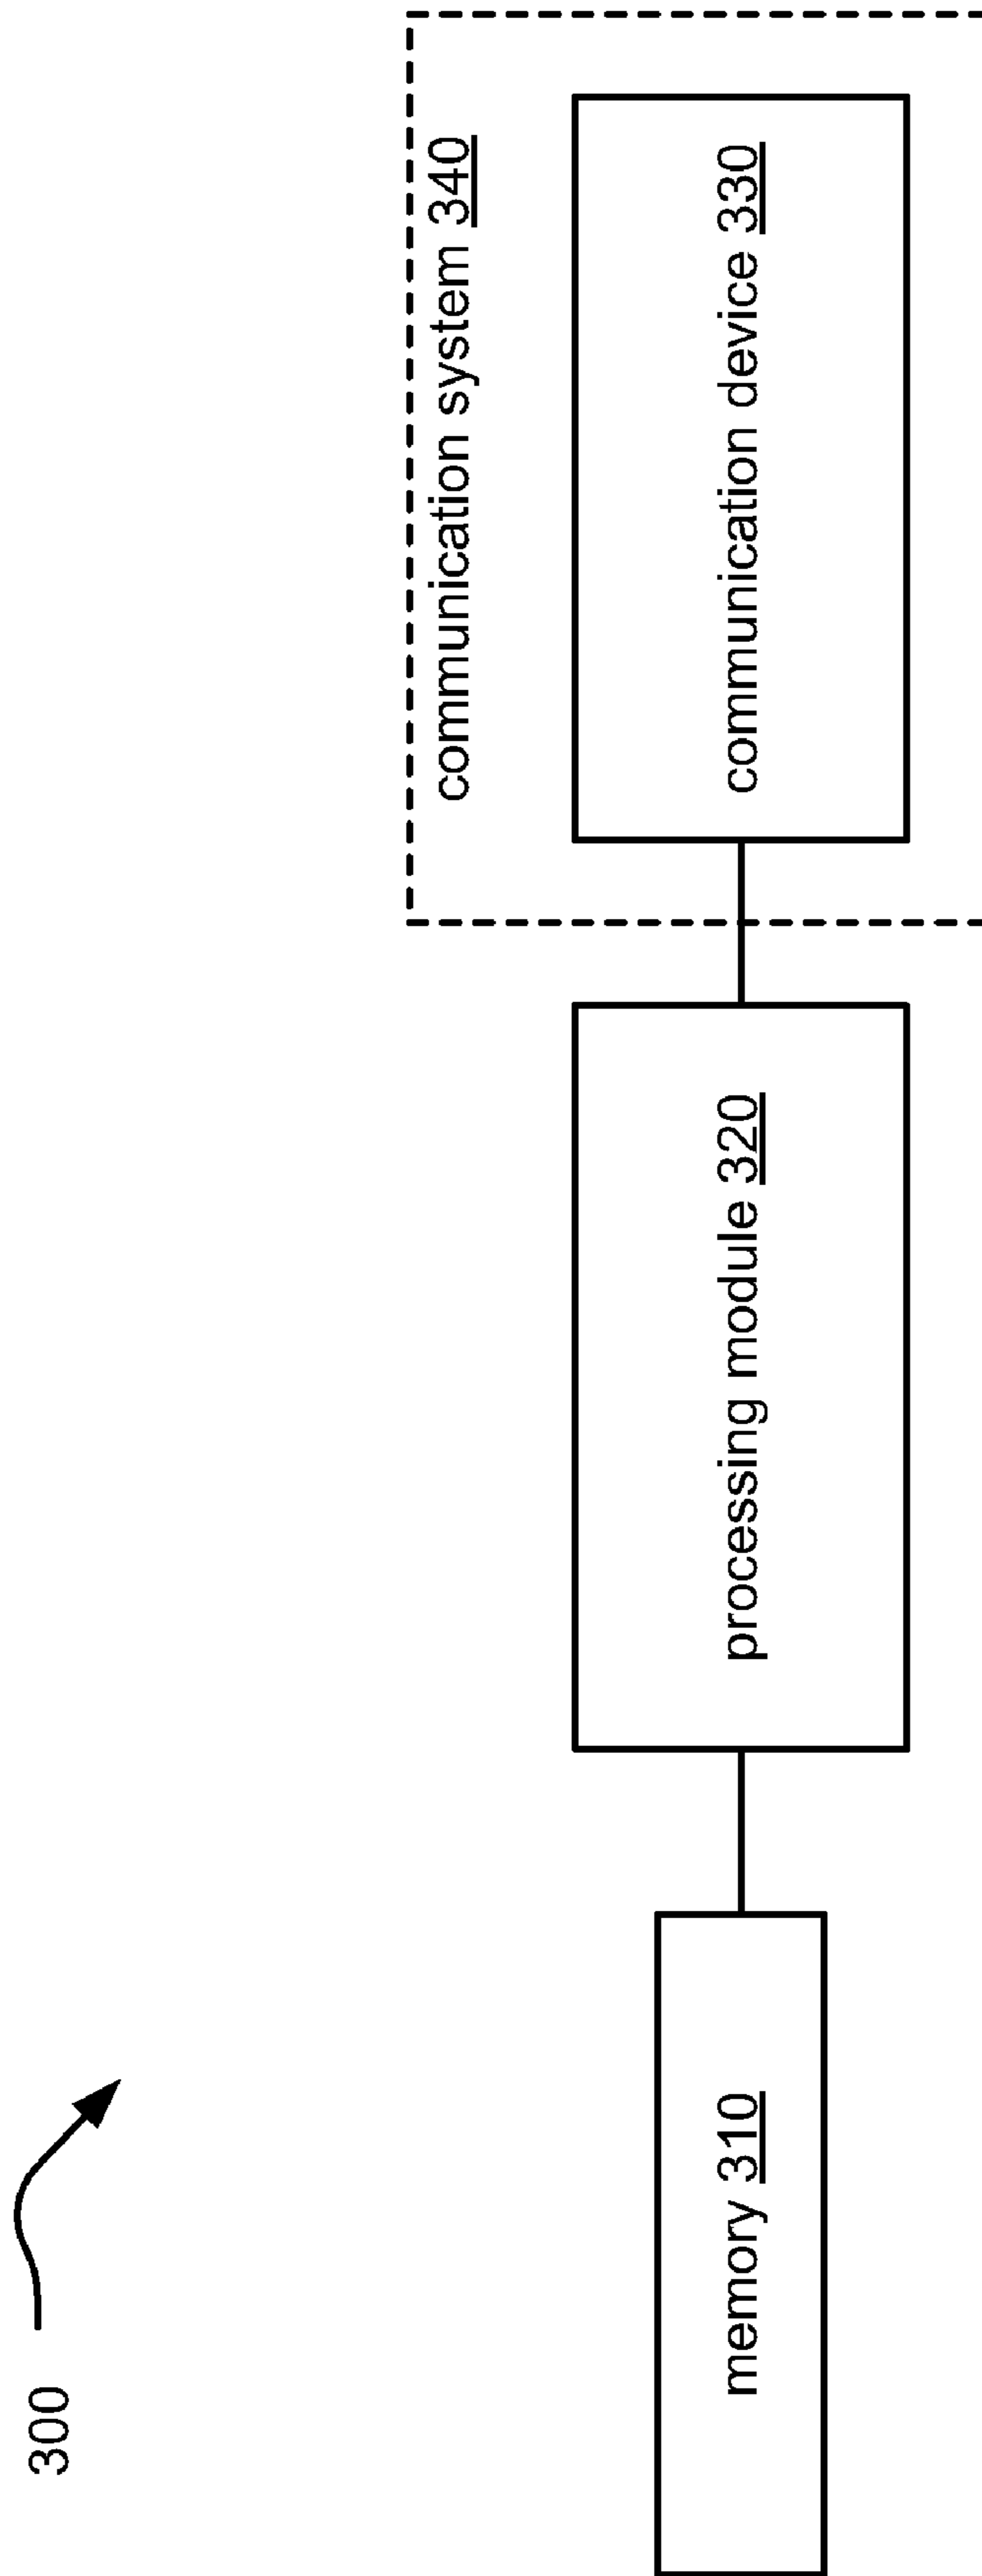 300
communication system 340
memory 310
processing module 320
communication device 330